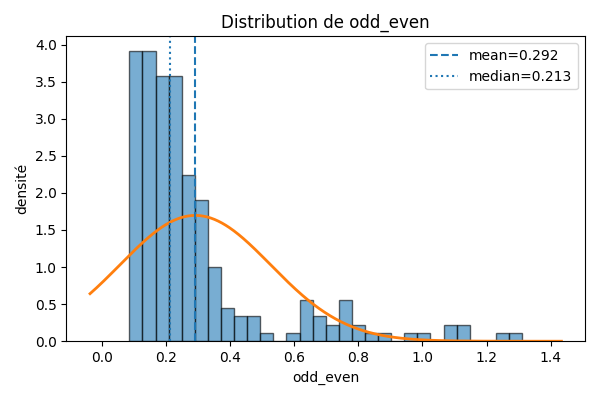 Distribution de odd_even
mean=0.292
median=0.213
densité
4.0
3.5
3.0
2.5
2.0
1.5
1.0
0.5
0.0
0.0 0.2 0.4 0.6 0.8 1.0 1.2 1.4
odd_even